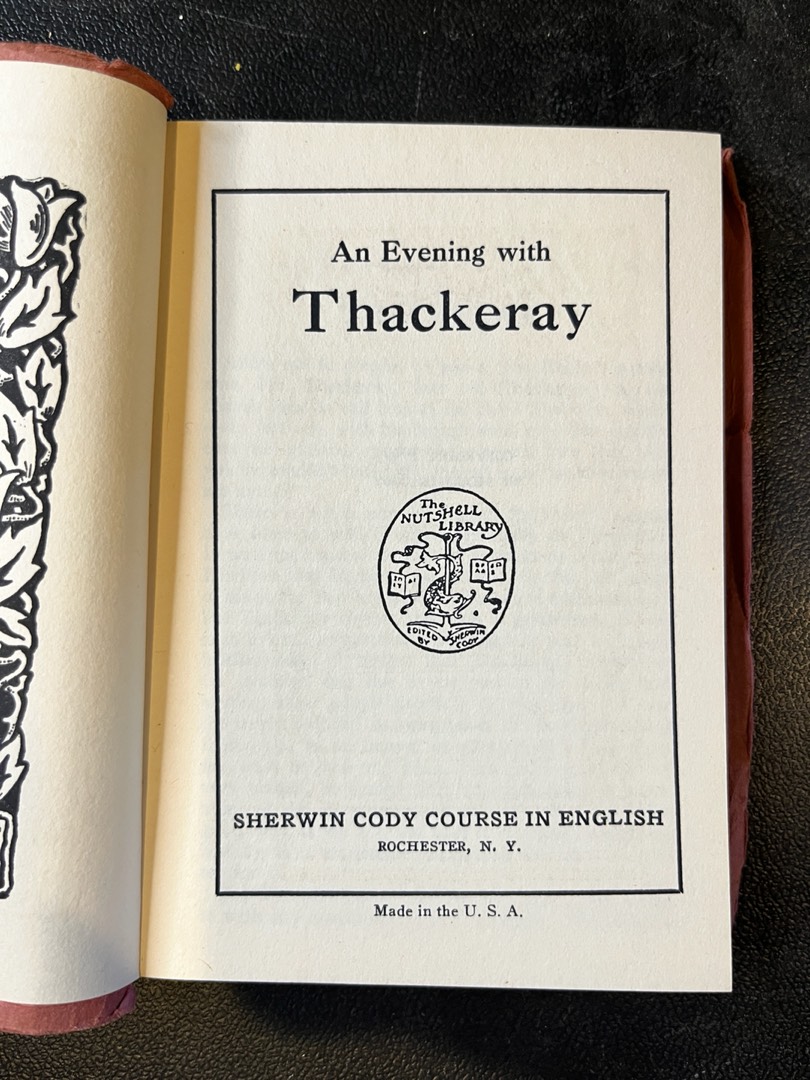 An Evening with
Thackeray
The
NUTSHELL
LIBRARY
EDITED
BY
SHERWIN
CODY
SHERWIN CODY COURSE IN ENGLISH
ROCHESTER, N. Y.
Made in the U. S. A.